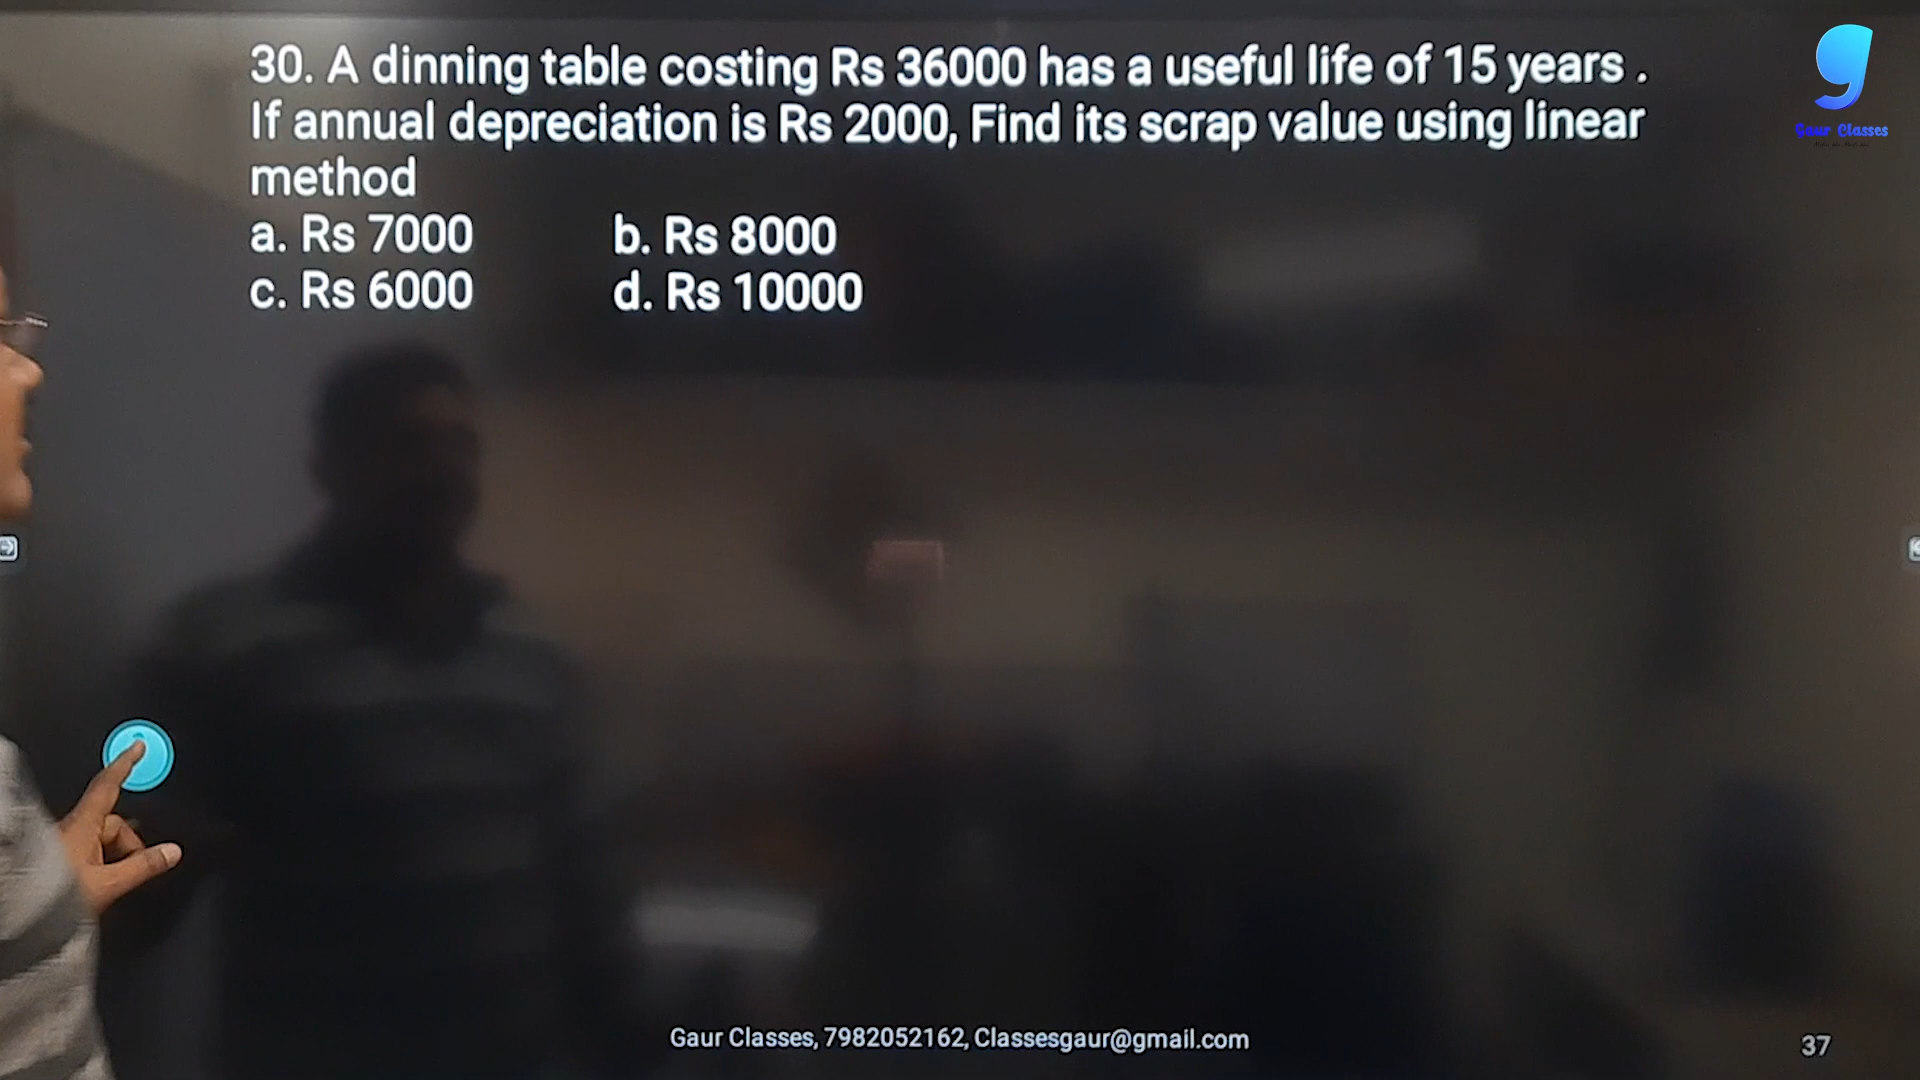 30. A dinning table costing Rs 36000 has a useful life of 15 years .
If annual depreciation is Rs 2000, Find its scrap value using linear
method
a. Rs 7000 b. Rs 8000
c. Rs 6000 d. Rs 10000
Gaur Classes
Gaur Classes, 7982052162, Classesgaur@gmail.com
37